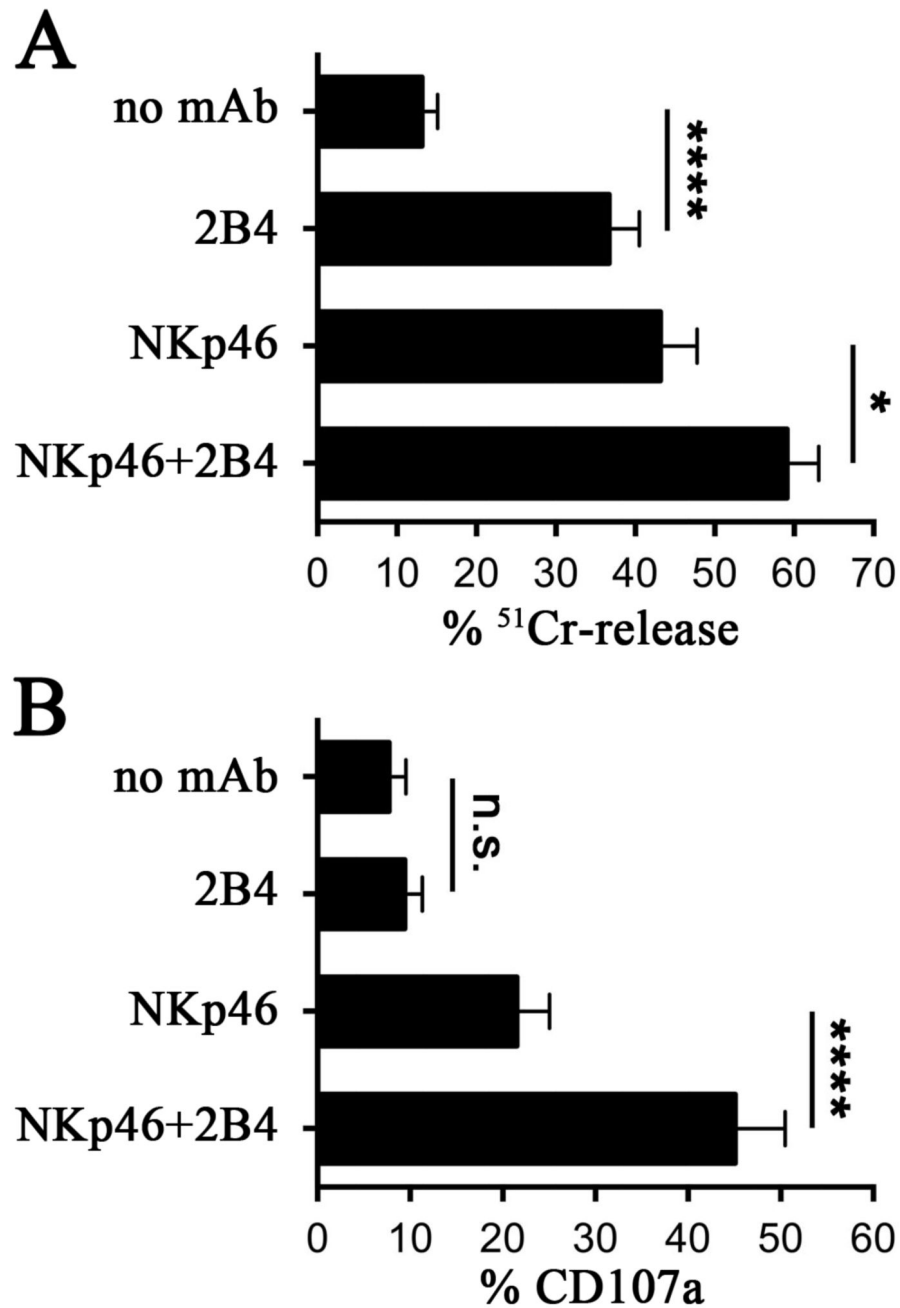 A
no mAb
2B4
NKp46
NKp46+2B4
****
*
0 10 20 30 40 50 60 70
% ⁵¹Cr-release
B
no mAb
2B4
NKp46
NKp46+2B4
n.s.
****
0 10 20 30 40 50 60
% CD107a